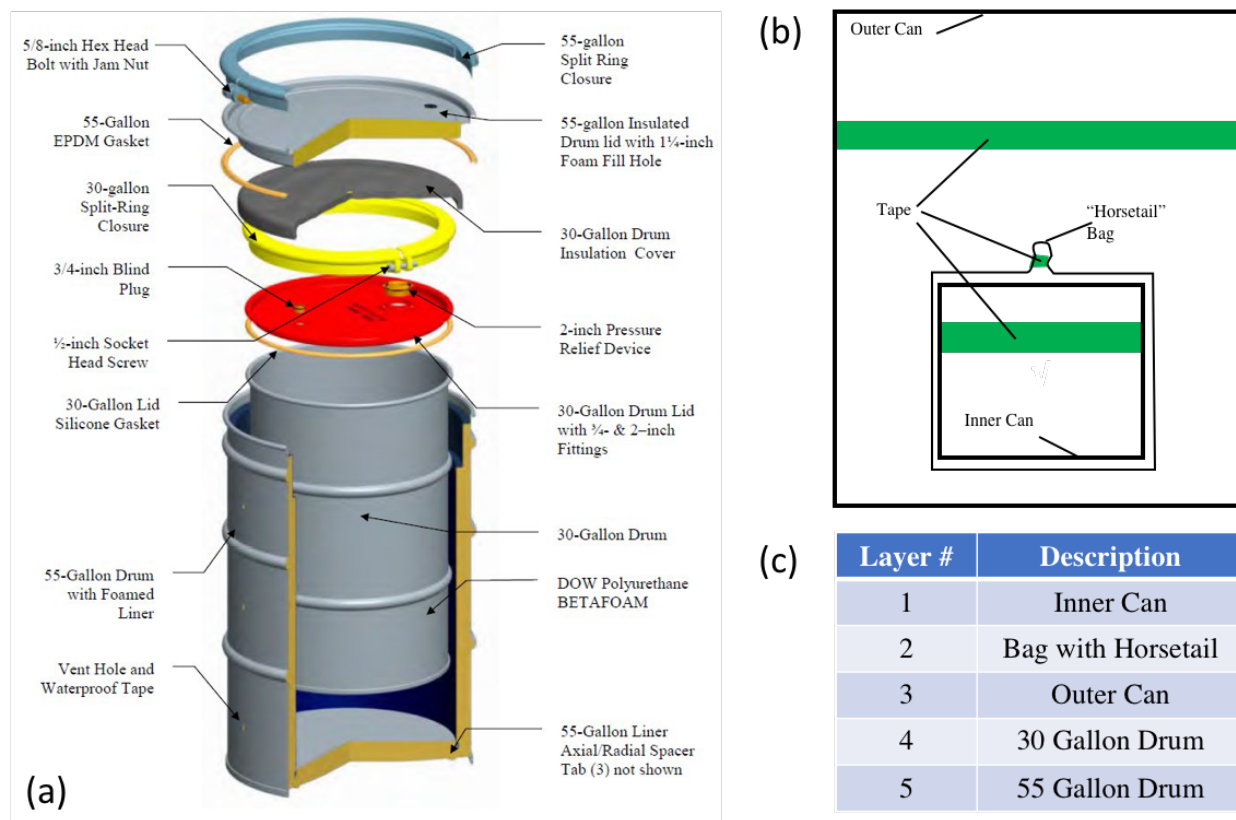 5/8-inch Hex Head
Bolt with Jam Nut
55-Gallon
EPDM Gasket
30-gallon
Split-Ring
Closure
3/4-inch Blind
Plug
½-inch Socket
Head Screw
30-Gallon Lid
Silicone Gasket
55-Gallon Drum
with Foamed
Liner
Vent Hole and
Waterproof Tape
55-gallon
Split Ring
Closure
55-gallon Insulated
Drum lid with 1¼-inch
Foam Fill Hole
30-Gallon Drum
Insulation Cover
2-inch Pressure
Relief Device
30-Gallon Drum Lid
with ¾- & 2–inch
Fittings
30-Gallon Drum
DOW Polyurethane
BETAFOAM
55-Gallon Liner
Axial/Radial Spacer
Tab (3) not shown
(a)
(b)
Outer Can
Tape
“Horsetail”
Bag
Inner Can
(c)
Layer # Description
1 Inner Can
2 Bag with Horsetail
3 Outer Can
4 30 Gallon Drum
5 55 Gallon Drum